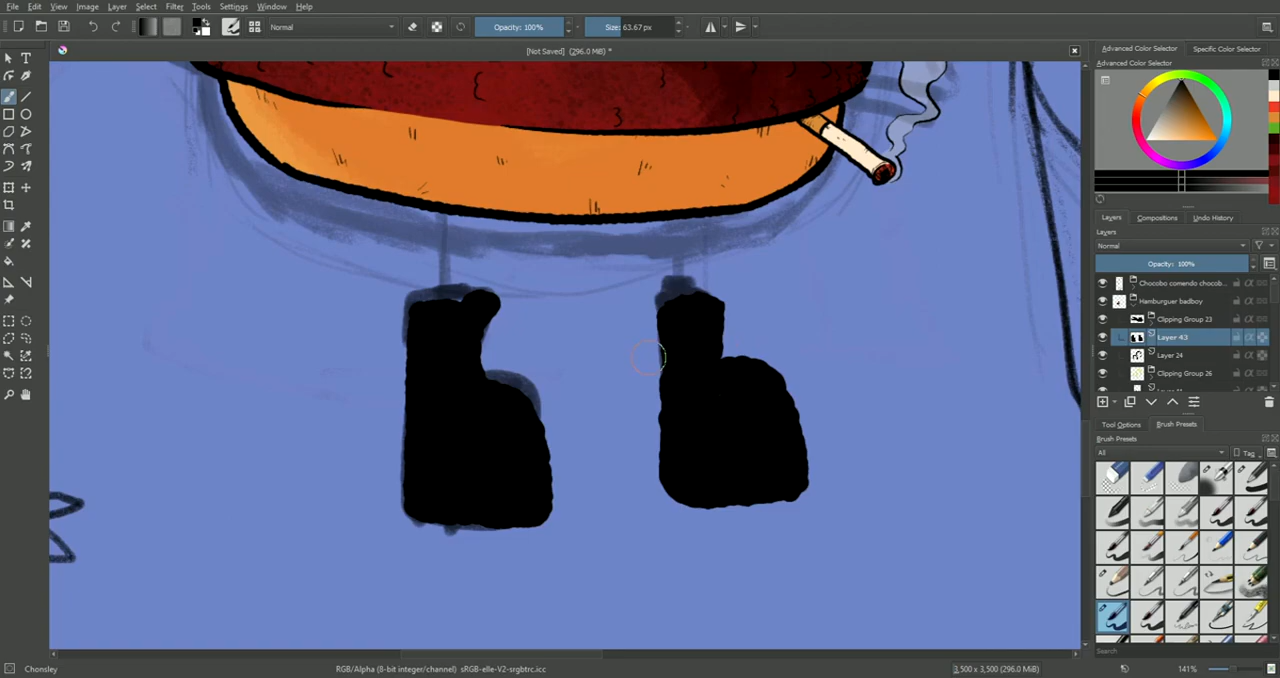 File Edit View Image Layer Select Filter Tools Settings Window Help
Normal Opacity: 100% Size: 63.67 px
[Not Saved] (296.0 MiB) *
Advanced Color Selector Specific Color Selector
Advanced Color Selector
Layers Compositions Undo History
Layers
Normal
Opacity: 100%
Chocobo comendo chocob...
Hamburguer badboy
Clipping Group 23
Layer 43
Layer 24
Clipping Group 26
Tool Options Brush Presets
Brush Presets
All Tag
Search
Chonsley RGB/Alpha (8-bit integer/channel) sRGB-elle-V2-srgbtrc.icc 3,500 x 3,500 (296.0 MiB) 141%